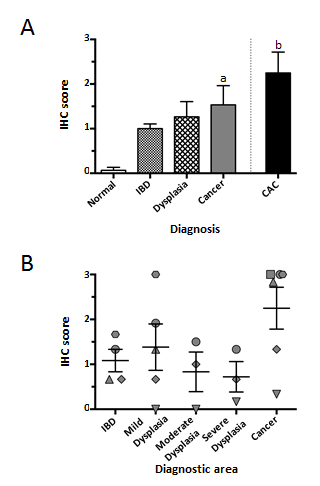 A
3
2
1
0
IHC score
a
b
Normal
IBD
Dysplasia
Cancer
CAC
Diagnosis
B
3
2
1
0
IHC score
IBD
Mild
Dysplasia
Moderate
Dysplasia
Severe
Dysplasia
Cancer
Diagnostic area